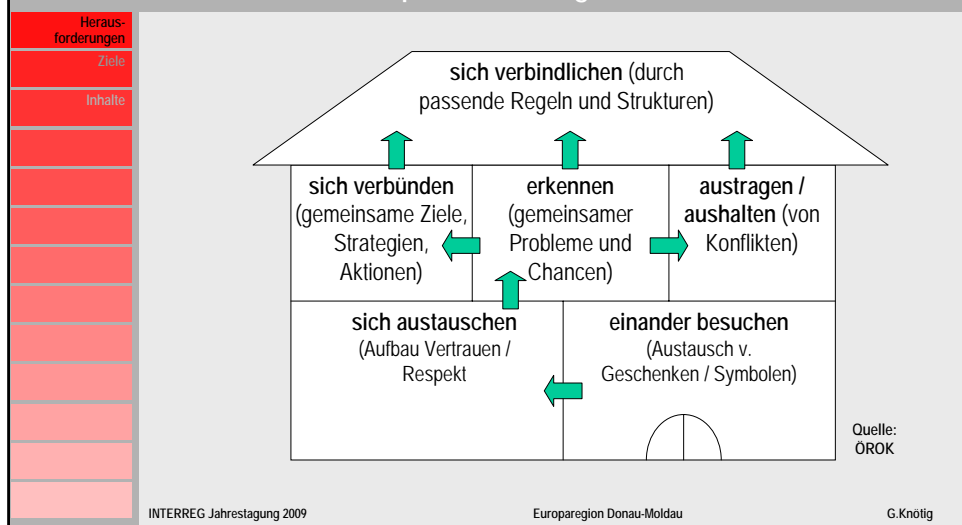 Heraus-
forderungen
Ziele
Inhalte
sich verbindlichen (durch
passende Regeln und Strukturen)
sich verbünden
(gemeinsame Ziele,
Strategien,
Aktionen)
erkennen
(gemeinsamer
Probleme und
Chancen)
austragen /
aushalten (von
Konflikten)
sich austauschen
(Aufbau Vertrauen /
Respekt
einander besuchen
(Austausch v.
Geschenken / Symbolen)
Quelle:
ÖROK
INTERREG Jahrestagung 2009
Europaregion Donau-Moldau
G.Knötig